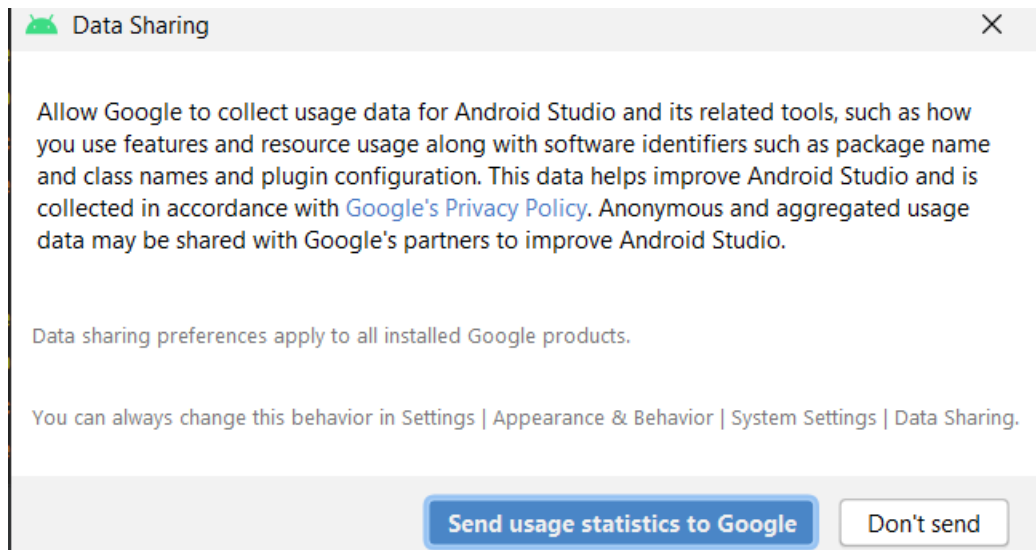 Data Sharing
Allow Google to collect usage data for Android Studio and its related tools, such as how
you use features and resource usage along with software identifiers such as package name
and class names and plugin configuration. This data helps improve Android Studio and is
collected in accordance with Google's Privacy Policy. Anonymous and aggregated usage
data may be shared with Google's partners to improve Android Studio.
Data sharing preferences apply to all installed Google products.
You can always change this behavior in Settings | Appearance & Behavior | System Settings | Data Sharing.
Send usage statistics to Google Don't send